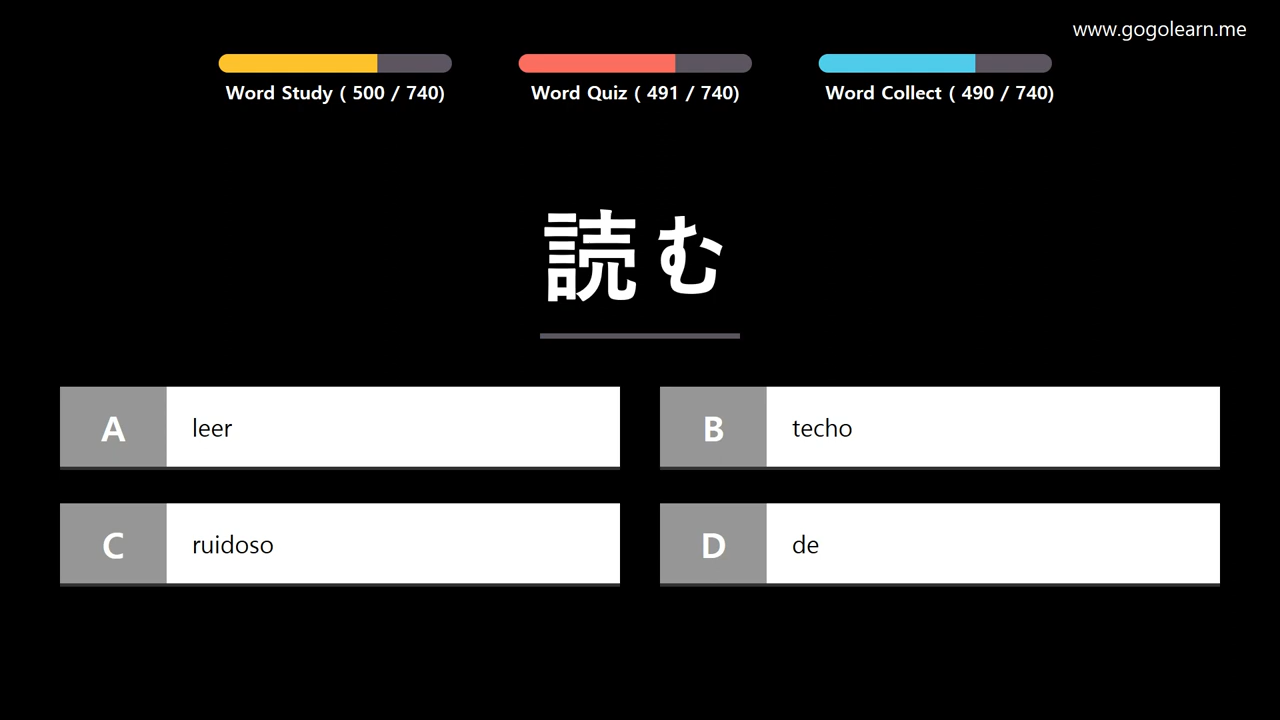 www.gogolearn.me
Word Study ( 500 / 740)
Word Quiz ( 491 / 740)
Word Collect ( 490 / 740)
読む
A leer
B techo
C ruidoso
D de